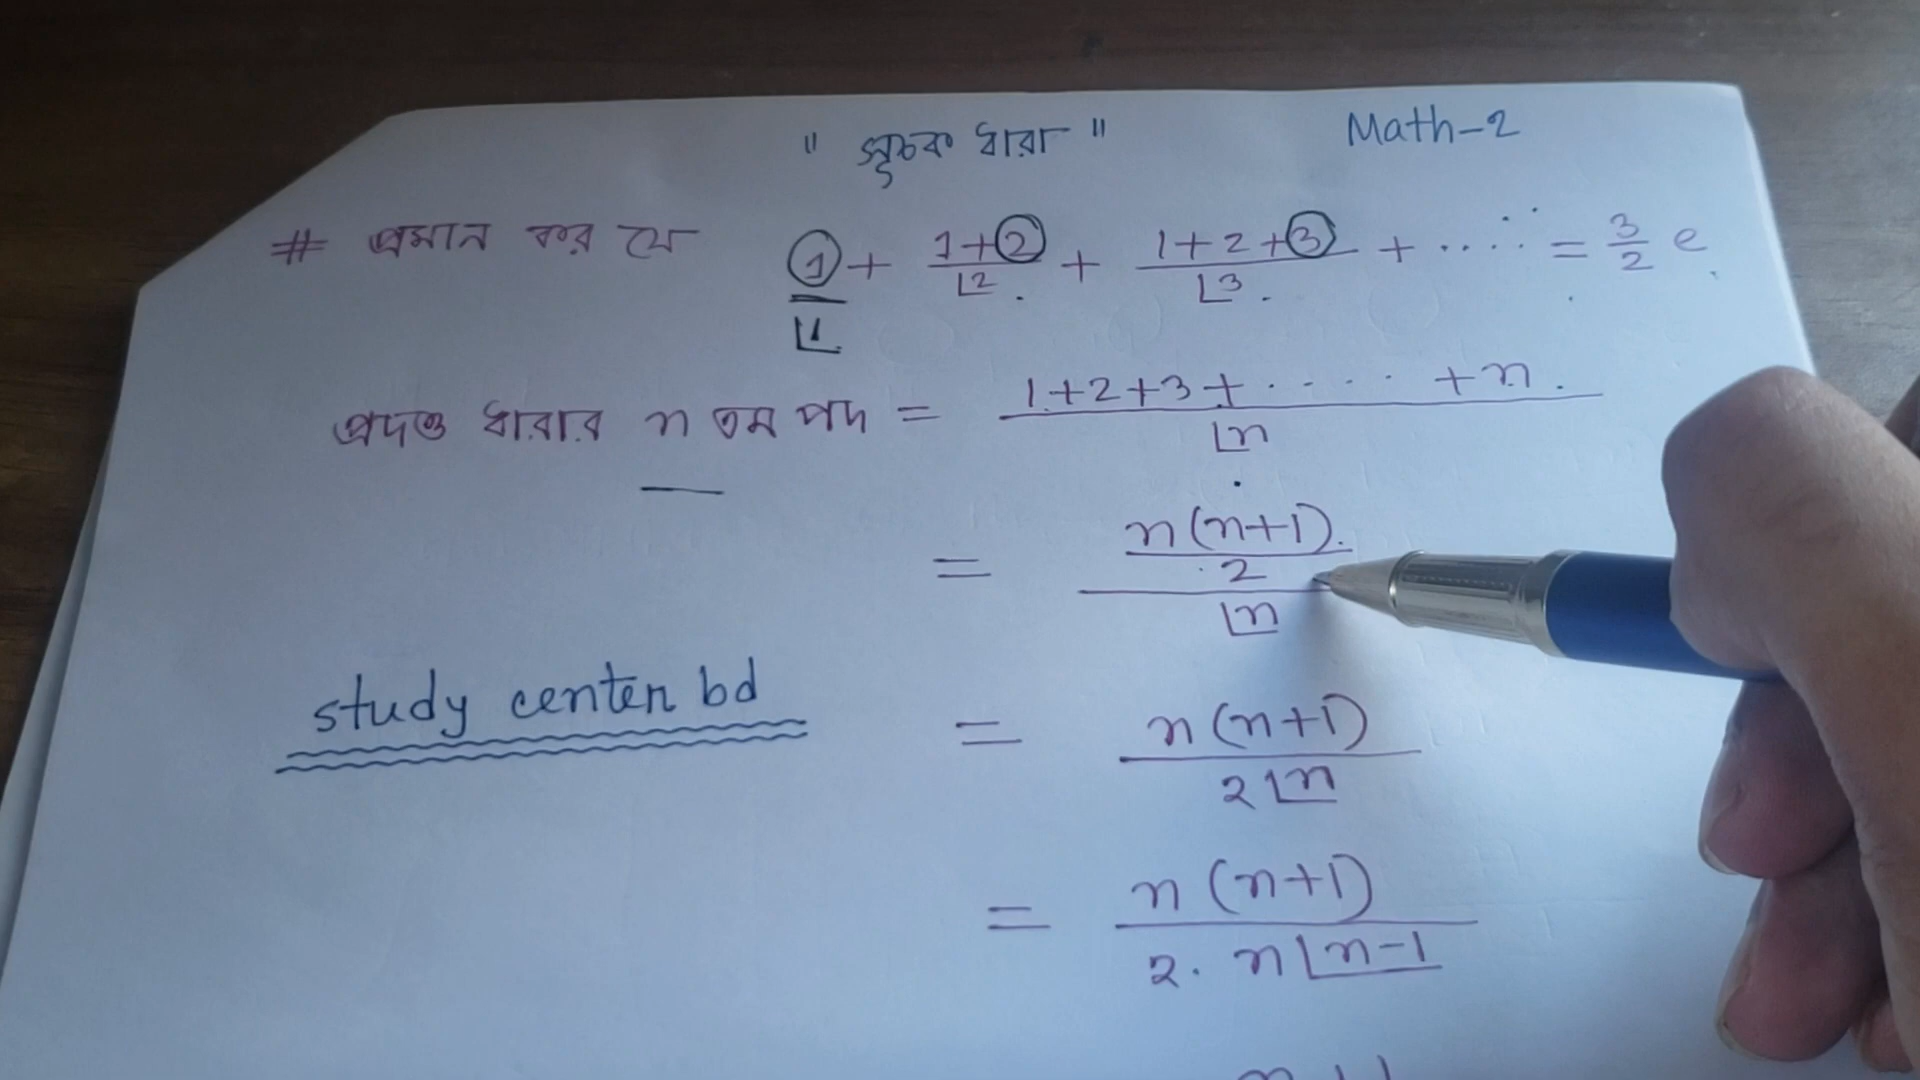 " সূচক ধারা " Math-2
# প্রমান কর যে 1/∟1 + 1+2/∟2 + 1+2+3/∟3 + ..... = 3/2 e
প্রদত্ত ধারার n তম পদ = 1+2+3+ .... +n / ∟n
= n(n+1)/2 / ∟n
study center bd
= n(n+1) / 2∟n
= n(n+1) / 2. n∟n-1